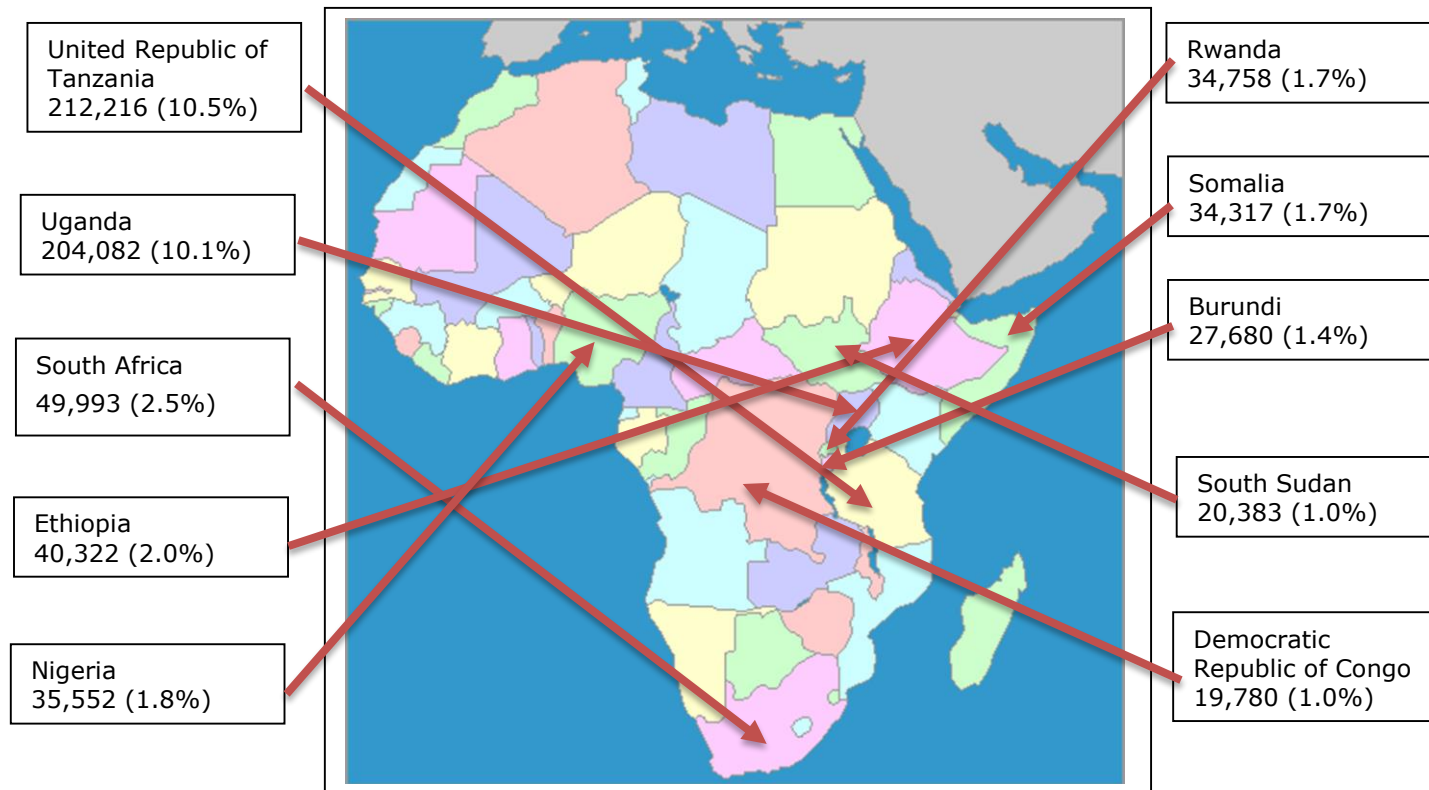 United Republic of
Tanzania
212,216 (10.5%)
Uganda
204,082 (10.1%)
South Africa
49,993 (2.5%)
Ethiopia
40,322 (2.0%)
Nigeria
35,552 (1.8%)
Rwanda
34,758 (1.7%)
Somalia
34,317 (1.7%)
Burundi
27,680 (1.4%)
South Sudan
20,383 (1.0%)
Democratic
Republic of Congo
19,780 (1.0%)